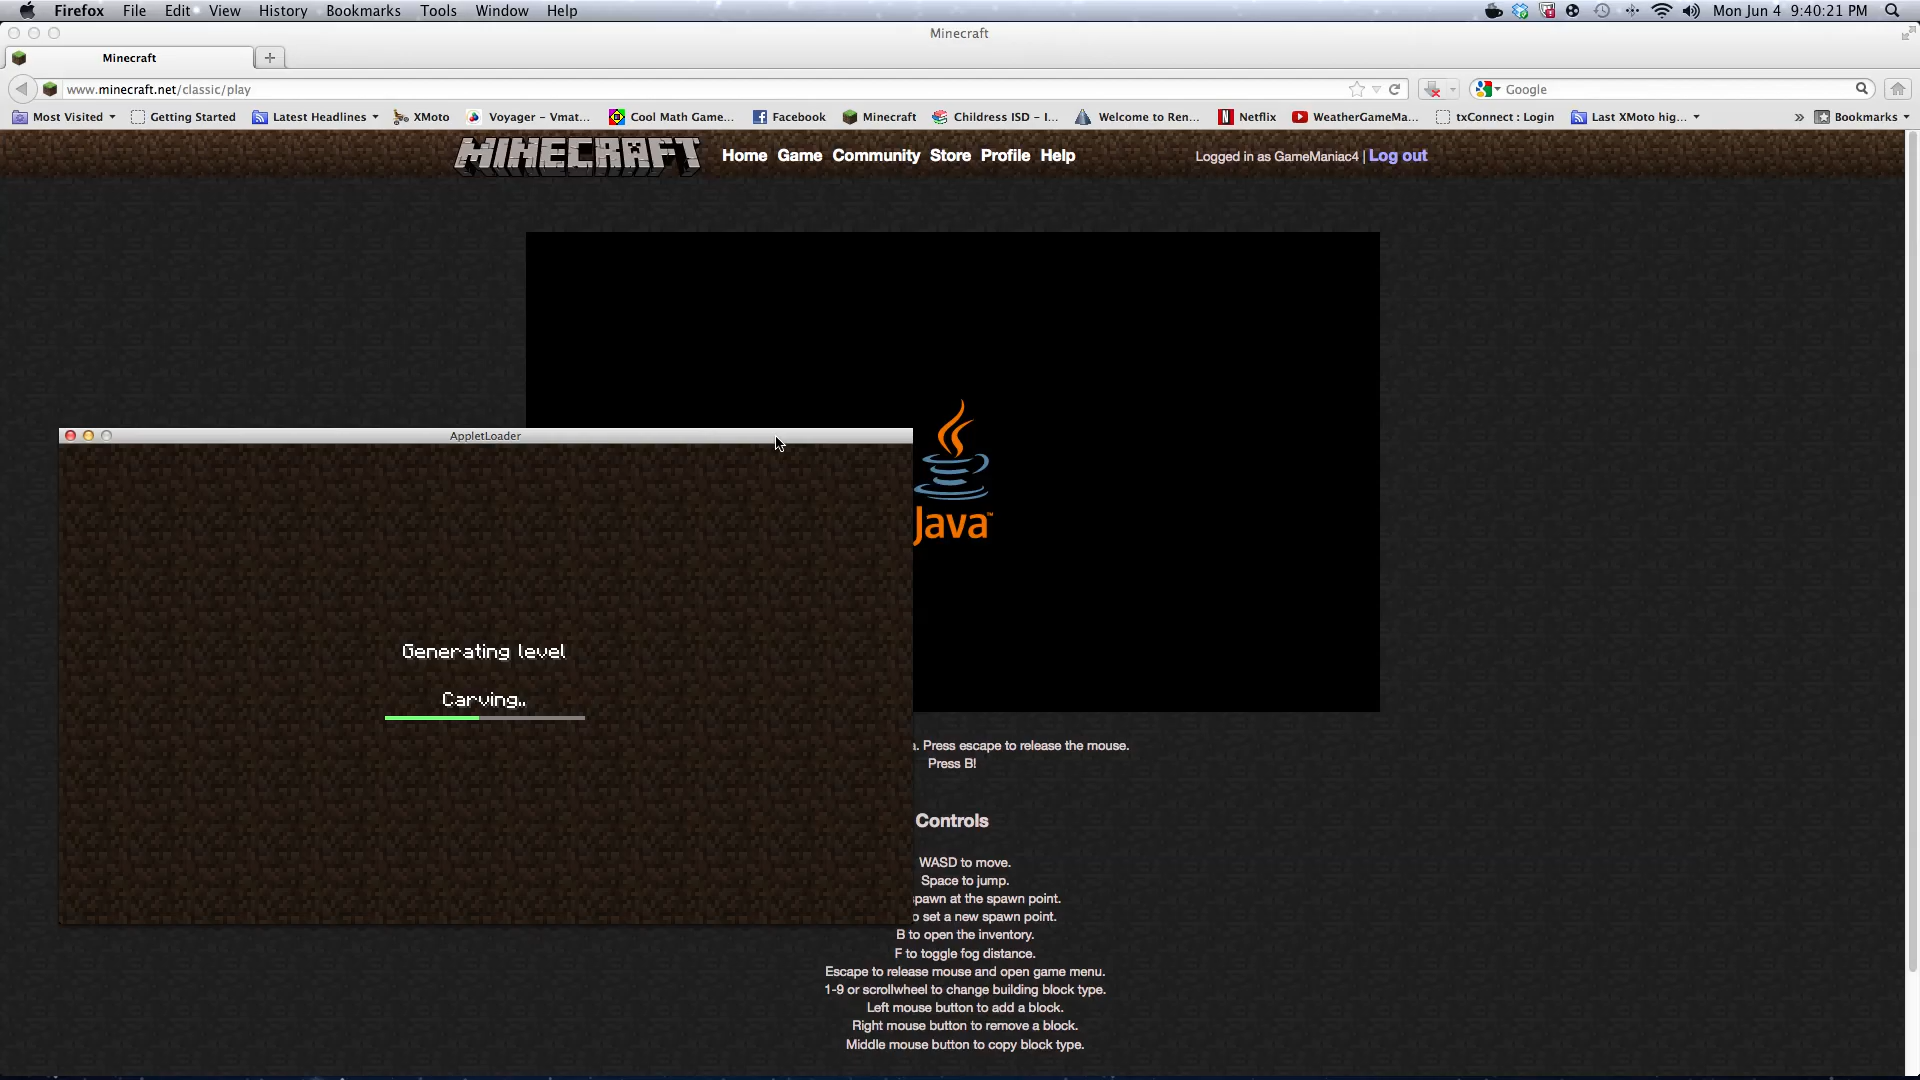 Firefox File Edit View History Bookmarks Tools Window Help Mon Jun 4 9:40:21 PM
Minecraft
Minecraft
www.minecraft.net/classic/play Google
Most Visited Getting Started Latest Headlines XMoto Voyager - Vmat... Cool Math Game... Facebook Minecraft Childress ISD - I... Welcome to Ren... Netflix WeatherGameMa... txConnect : Login Last XMoto hig... » Bookmarks
MINECRAFT Home Game Community Store Profile Help Logged in as GameManiac4 | Log out
AppletLoader
Java™
Generating level
Carving..
. Press escape to release the mouse.
Press B!
Controls
WASD to move.
Space to jump.
spawn at the spawn point.
o set a new spawn point.
B to open the inventory.
F to toggle fog distance.
Escape to release mouse and open game menu.
1-9 or scrollwheel to change building block type.
Left mouse button to add a block.
Right mouse button to remove a block.
Middle mouse button to copy block type.